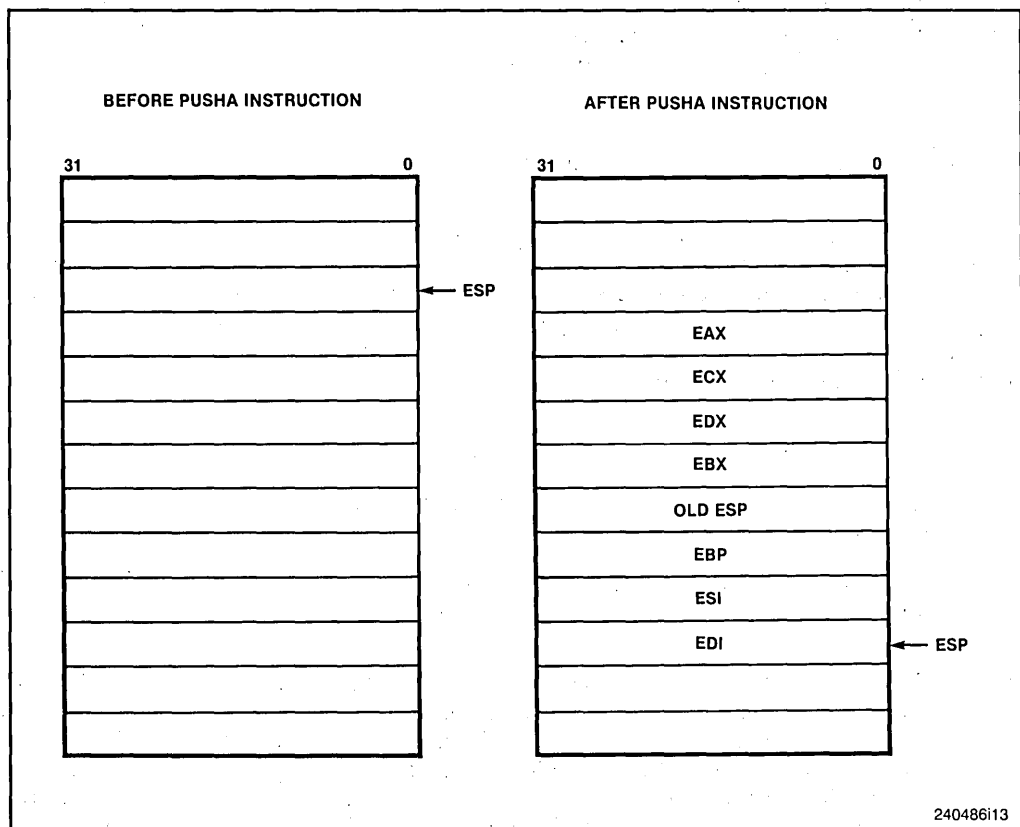 BEFORE PUSHA INSTRUCTION
AFTER PUSHA INSTRUCTION
31 0
31 0
ESP
EAX
ECX
EDX
EBX
OLD ESP
EBP
ESI
EDI
ESP
240486i13